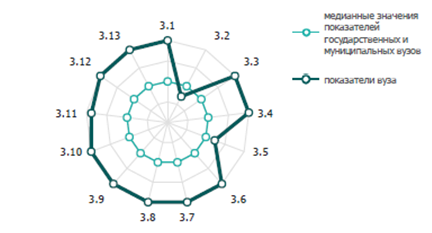 3.1
3.2
3.3
3.4
3.5
3.6
3.7
3.8
3.9
3.10
3.11
3.12
3.13
медианные значения
показателей
государственных и
муниципальных вузов
показатели вуза